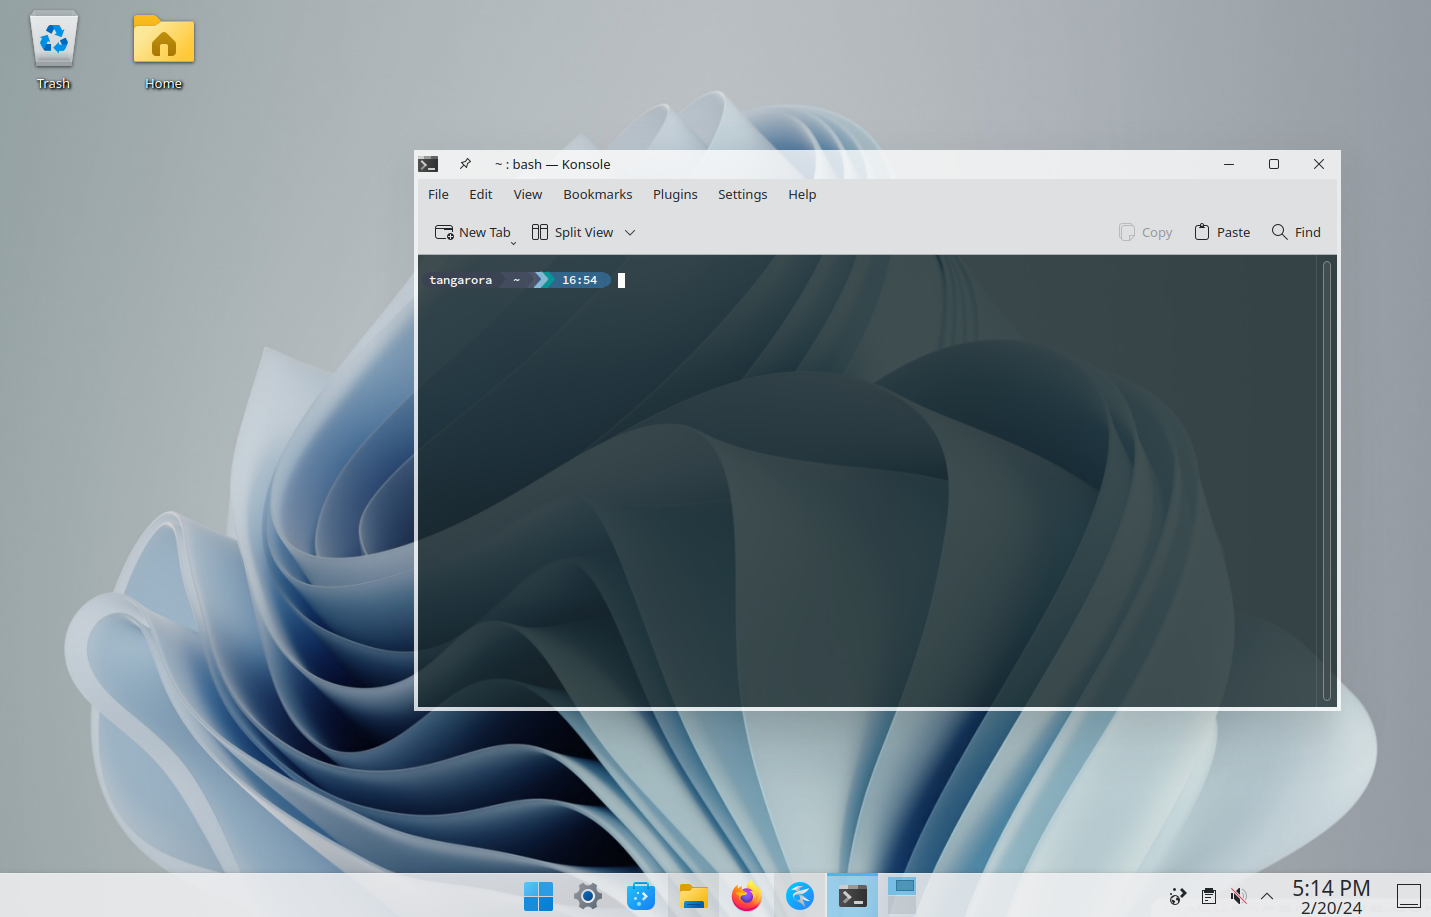 Trash
Home
~ : bash — Konsole
File Edit View Bookmarks Plugins Settings Help
New Tab Split View Copy Paste Find
tangarora ~ 16:54
5:14 PM
2/20/24